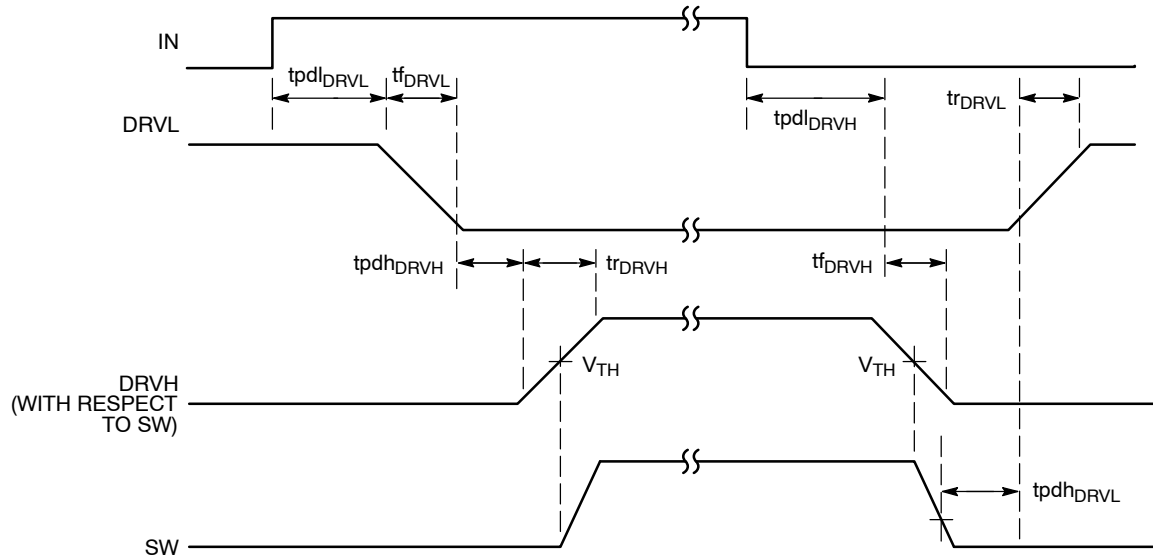 IN
tpdlDRVL
tfDRVL
tpdlDRVH
trDRVL
DRVL
tpdhDRVH
trDRVH
tfDRVH
VTH
VTH
DRVH
(WITH RESPECT
TO SW)
tpdhDRVL
SW